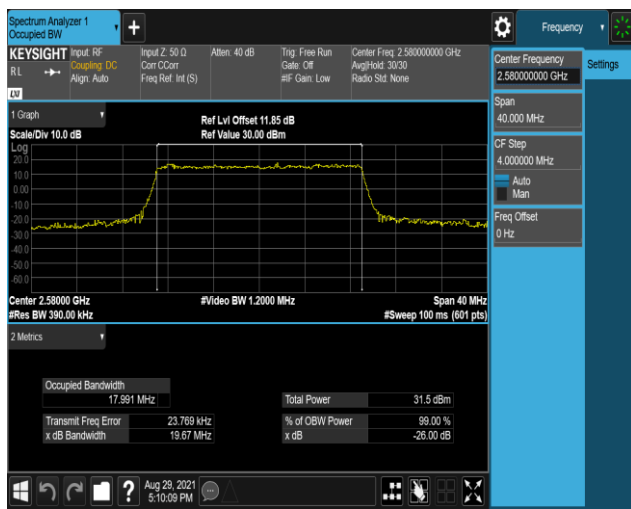 Spectrum Analyzer 1
Occupied BW
+
Frequency
KEYSIGHT
RL
LXI
Input: RF
Coupling: DC
Align: Auto
Input Z: 50 Ω
Corr CCorr
Freq Ref: Int (S)
Atten: 40 dB
Trig: Free Run
Gate: Off
#IF Gain: Low
Center Freq: 2.580000000 GHz
Avg|Hold: 30/30
Radio Std: None
Center Frequency
2.580000000 GHz
Settings
Span
40.000 MHz
CF Step
4.000000 MHz
Auto
Man
Freq Offset
0 Hz
1 Graph
Scale/Div 10.0 dB
Ref Lvl Offset 11.85 dB
Ref Value 30.00 dBm
Log
20.0
10.0
0.00
-10.0
-20.0
-30.0
-40.0
-50.0
-60.0
Center 2.58000 GHz
#Video BW 1.2000 MHz
Span 40 MHz
#Res BW 390.00 kHz
#Sweep 100 ms (601 pts)
2 Metrics
Occupied Bandwidth
17.991 MHz
Total Power 31.5 dBm
Transmit Freq Error 23.769 kHz
% of OBW Power 99.00 %
x dB Bandwidth 19.67 MHz
x dB -26.00 dB
?
Aug 29, 2021
5:10:09 PM